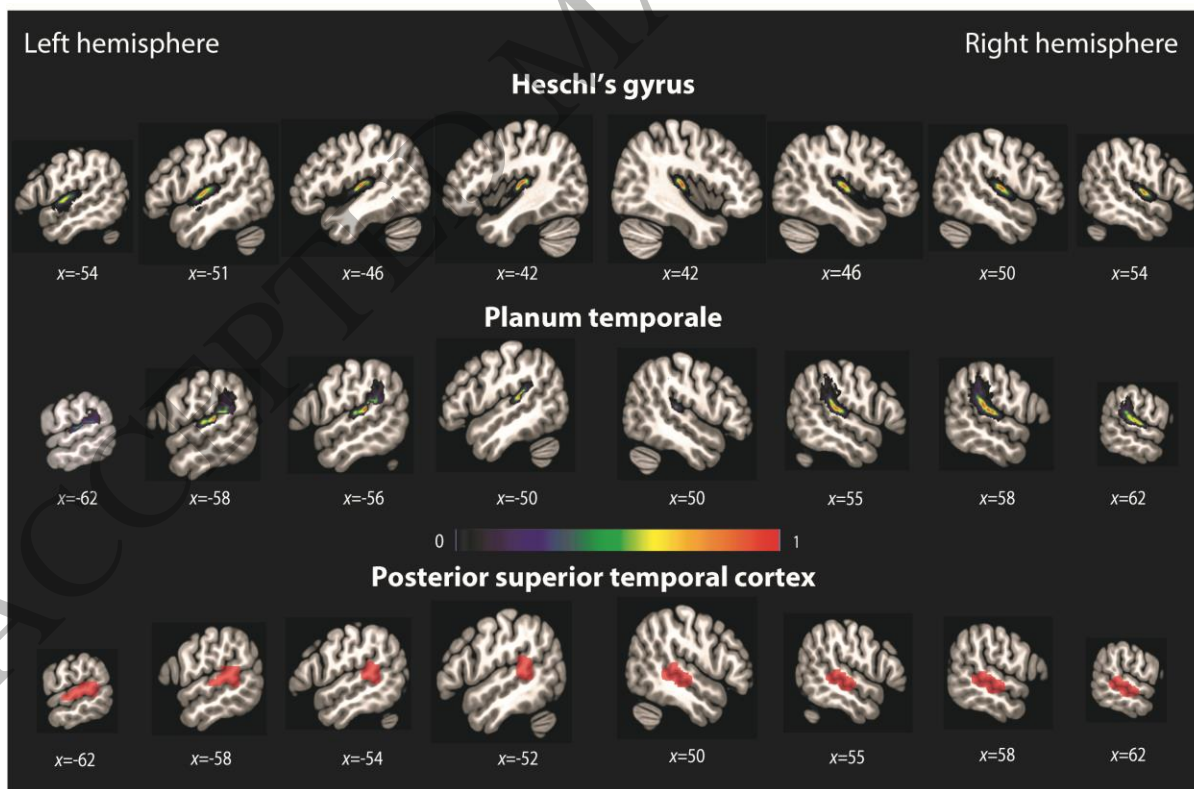 Left hemisphere Right hemisphere
Heschl's gyrus
x=-54 x=-51 x=-46 x=-42 x=42 x=46 x=50 x=54
Planum temporale
x=-62 x=-58 x=-56 x=-50 x=50 x=55 x=58 x=62
0 1
Posterior superior temporal cortex
x=-62 x=-58 x=-54 x=-52 x=50 x=55 x=58 x=62
ACCEPTED MA